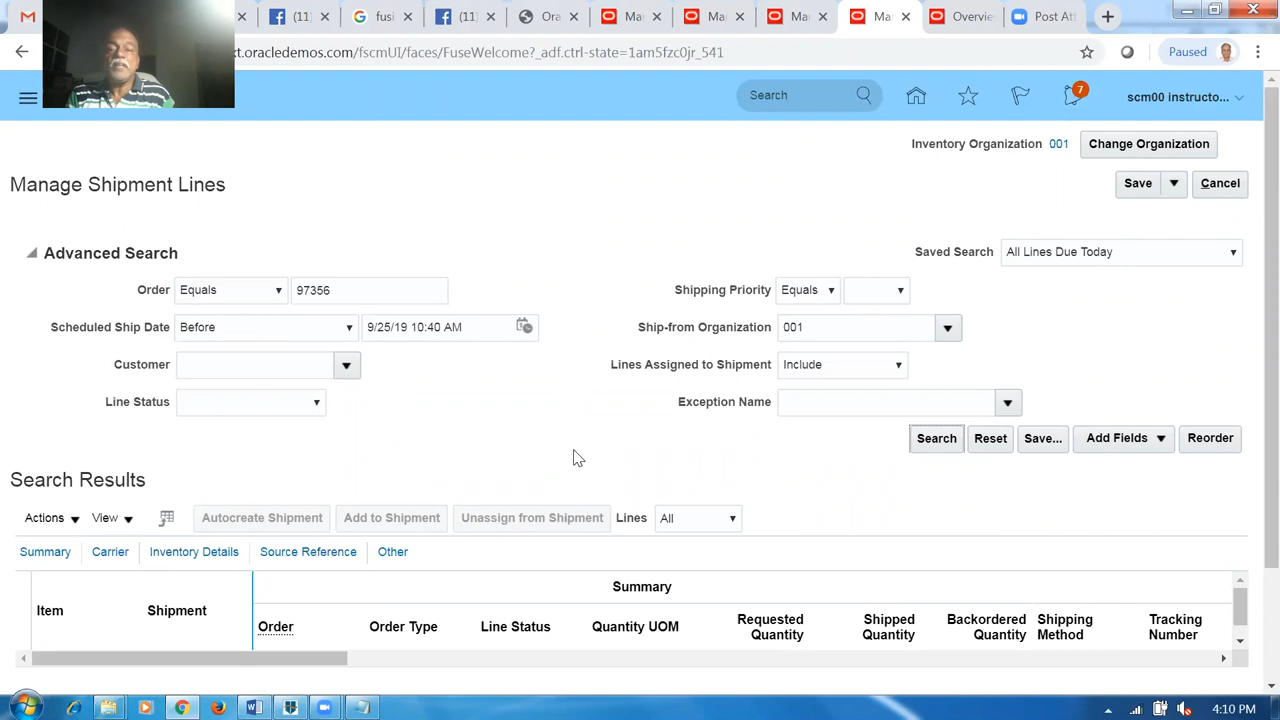 (11)
fusi
(11)
Ma
Ma
Ma
Ma
Overvie
Post Att
xt.oracledemos.com/fscmUI/faces/FuseWelcome?_adf.ctrl-state=1am5fzc0jr_541
Paused
Search
7
scm00 instructo...
Inventory Organization 001 Change Organization
Manage Shipment Lines
Save Cancel
Advanced Search
Saved Search All Lines Due Today
Order Equals 97356
Shipping Priority Equals
Scheduled Ship Date Before 9/25/19 10:40 AM
Ship-from Organization 001
Customer
Lines Assigned to Shipment Include
Line Status
Exception Name
Search Reset Save... Add Fields Reorder
Search Results
Actions View Autocreate Shipment Add to Shipment Unassign from Shipment Lines All
Summary Carrier Inventory Details Source Reference Other
Summary
Item Shipment Order Order Type Line Status Quantity UOM Requested Quantity Shipped Quantity Backordered Quantity Shipping Method Tracking Number
4:10 PM